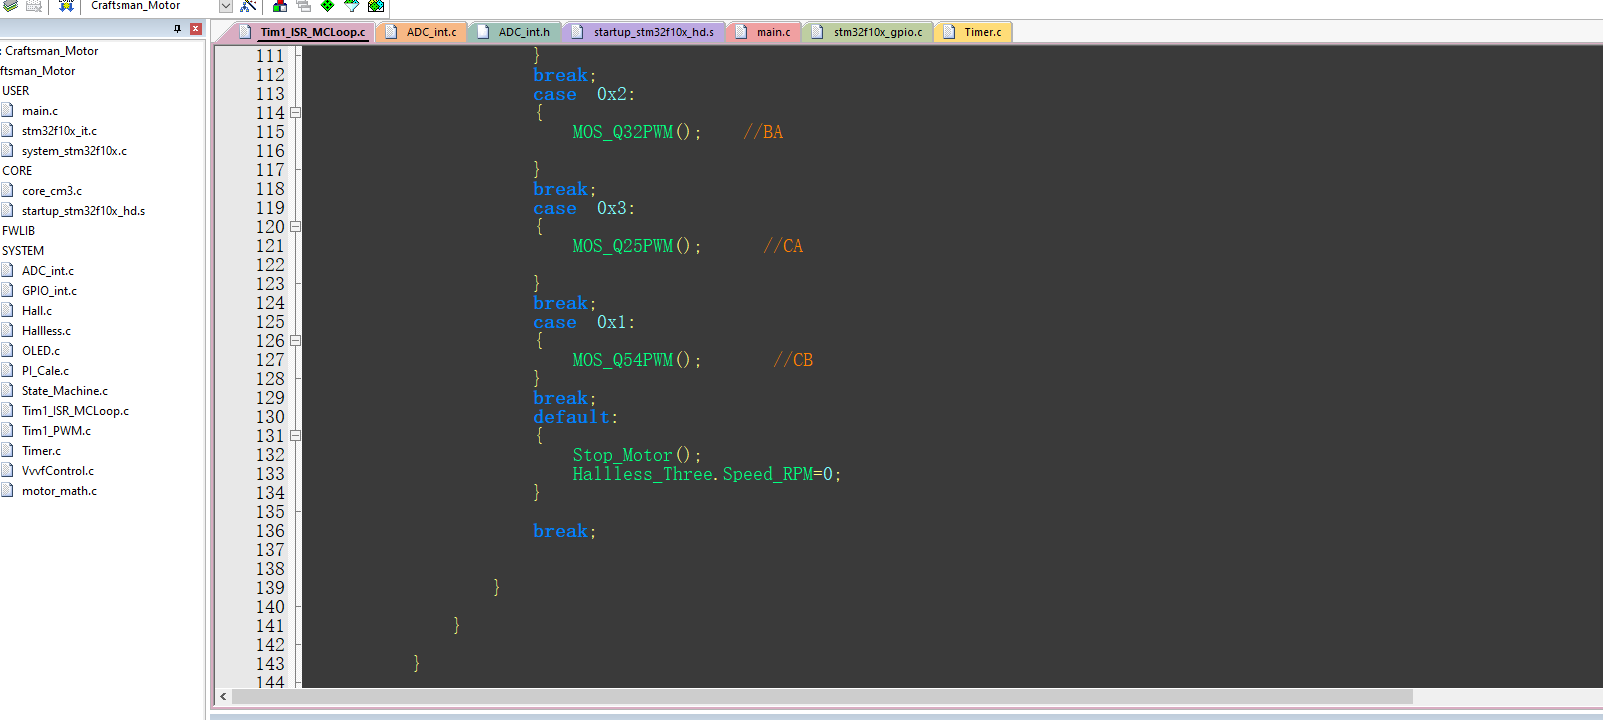 Craftsman_Motor
: Craftsman_Motor
ftsman_Motor
USER
main.c
stm32f10x_it.c
system_stm32f10x.c
CORE
core_cm3.c
startup_stm32f10x_hd.s
FWLIB
SYSTEM
ADC_int.c
GPIO_int.c
Hall.c
Hallless.c
OLED.c
PI_Cale.c
State_Machine.c
Tim1_ISR_MCLoop.c
Tim1_PWM.c
Timer.c
VvvfControl.c
motor_math.c
Tim1_ISR_MCLoop.c ADC_int.c ADC_int.h startup_stm32f10x_hd.s main.c stm32f10x_gpio.c Timer.c
111 }
112 break;
113 case 0x2:
114 {
115 MOS_Q32PWM(); //BA
116
117 }
118 break;
119 case 0x3:
120 {
121 MOS_Q25PWM(); //CA
122
123 }
124 break;
125 case 0x1:
126 {
127 MOS_Q54PWM(); //CB
128 }
129 break;
130 default:
131 {
132 Stop_Motor();
133 Hallless_Three.Speed_RPM=0;
134 }
135
136 break;
137
138
139 }
140
141 }
142
143 }
144